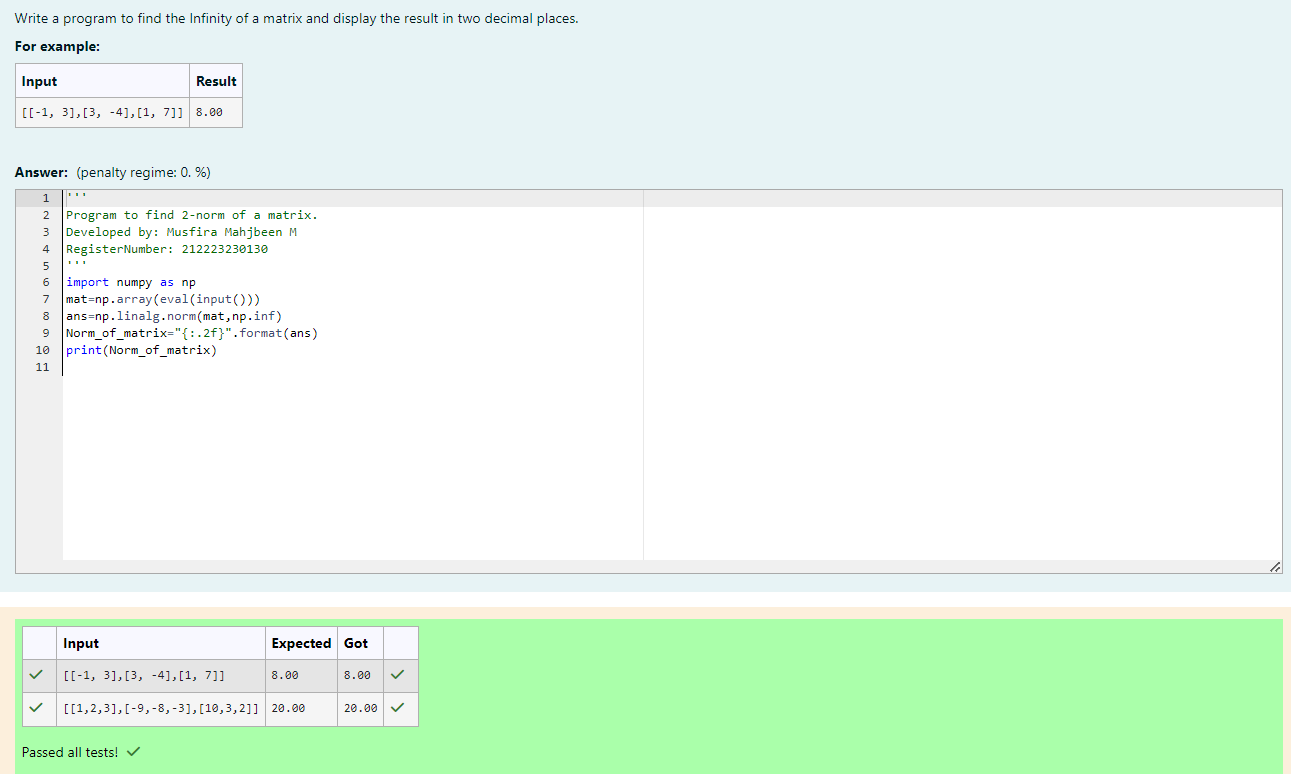 Write a program to find the Infinity of a matrix and display the result in two decimal places.
For example:
Input Result
[[-1, 3],[3, -4],[1, 7]] 8.00
Answer: (penalty regime: 0. %)
1 '''
2 Program to find 2-norm of a matrix.
3 Developed by: Musfira Mahjbeen M
4 RegisterNumber: 212223230130
5 '''
6 import numpy as np
7 mat=np.array(eval(input()))
8 ans=np.linalg.norm(mat,np.inf)
9 Norm_of_matrix="{:.2f}".format(ans)
10 print(Norm_of_matrix)
11
Input Expected Got
[[-1, 3],[3, -4],[1, 7]] 8.00 8.00
[[1,2,3],[-9,-8,-3],[10,3,2]] 20.00 20.00
Passed all tests!